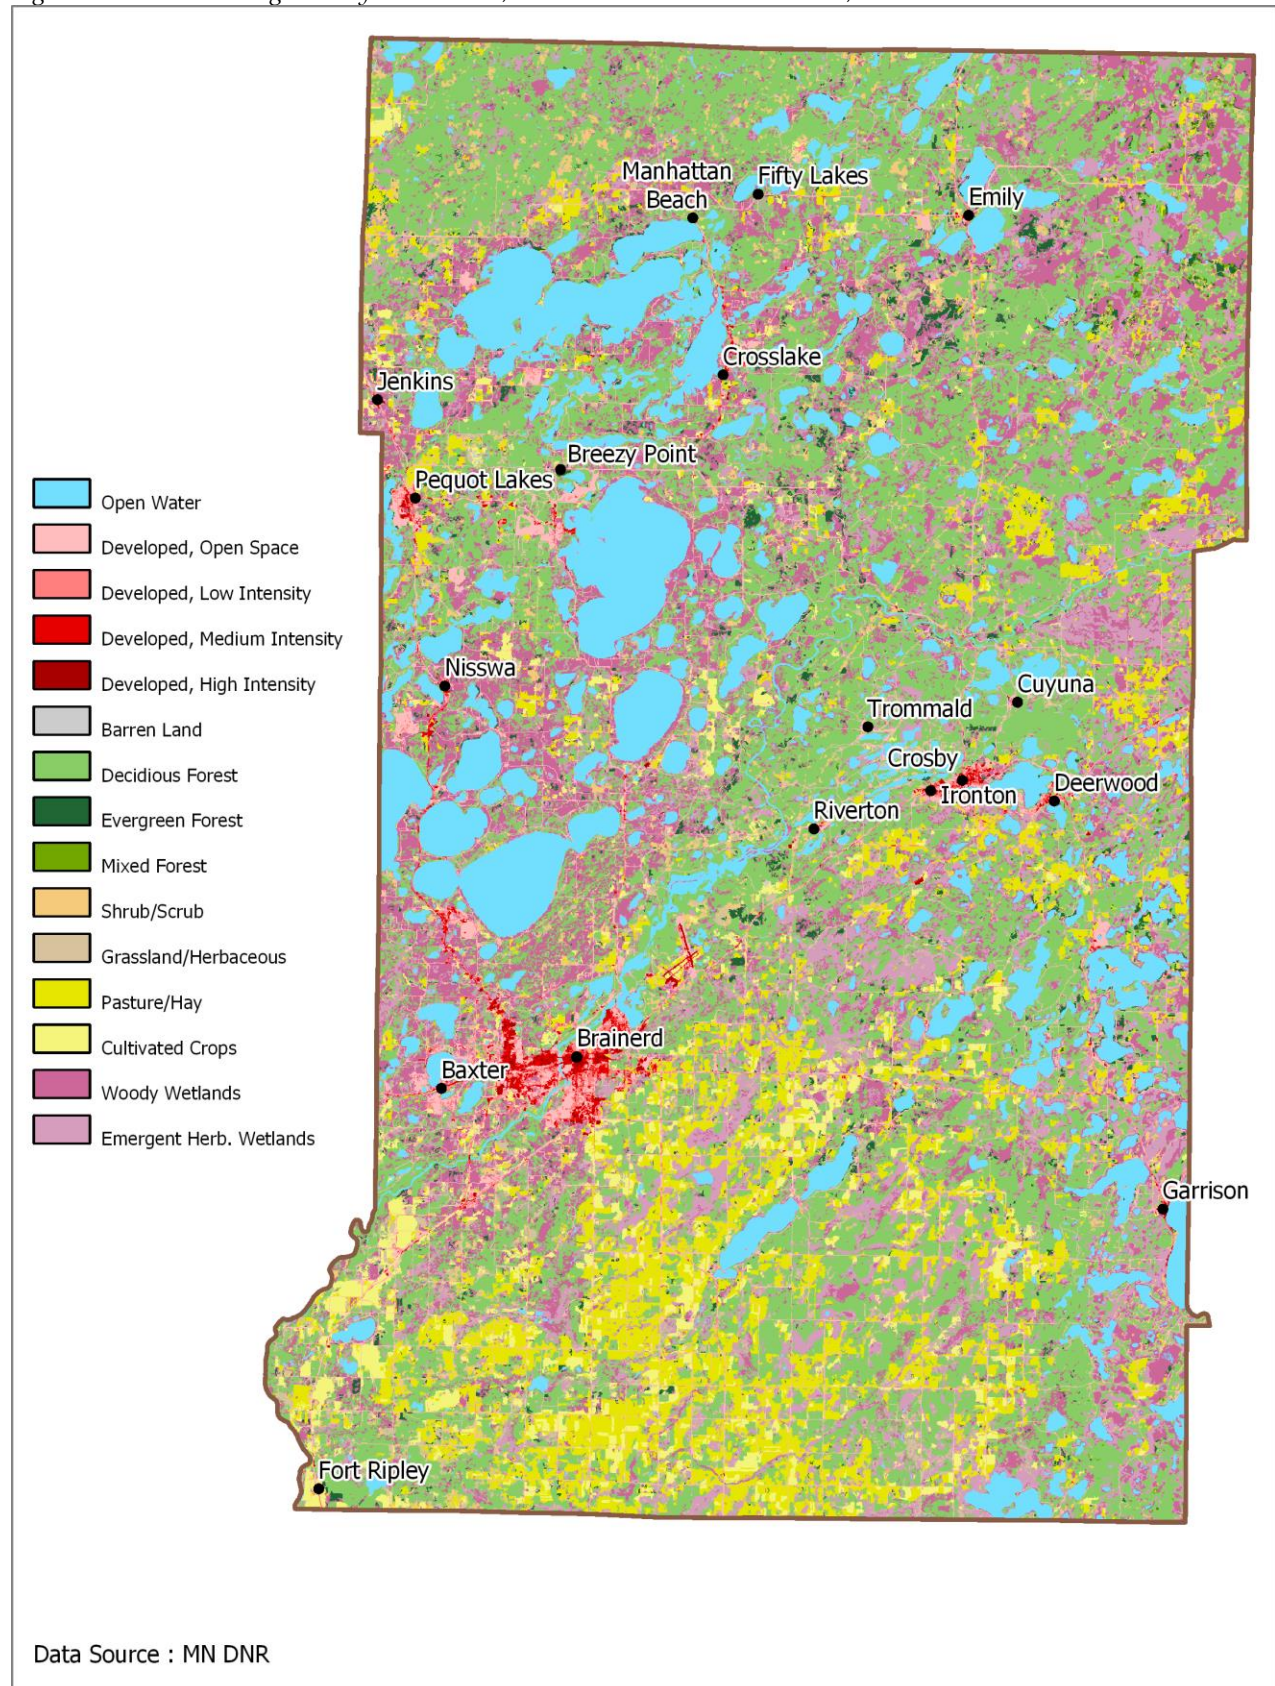 Manhattan
Beach
Fifty Lakes
Emily
Crosslake
Jenkins
Breezy Point
Pequot Lakes
Open Water
Developed, Open Space
Developed, Low Intensity
Developed, Medium Intensity
Developed, High Intensity
Barren Land
Decidious Forest
Evergreen Forest
Mixed Forest
Shrub/Scrub
Grassland/Herbaceous
Pasture/Hay
Cultivated Crops
Woody Wetlands
Emergent Herb. Wetlands
Nisswa
Cuyuna
Trommald
Crosby
Ironton
Deerwood
Riverton
Brainerd
Baxter
Garrison
Fort Ripley
Data Source : MN DNR